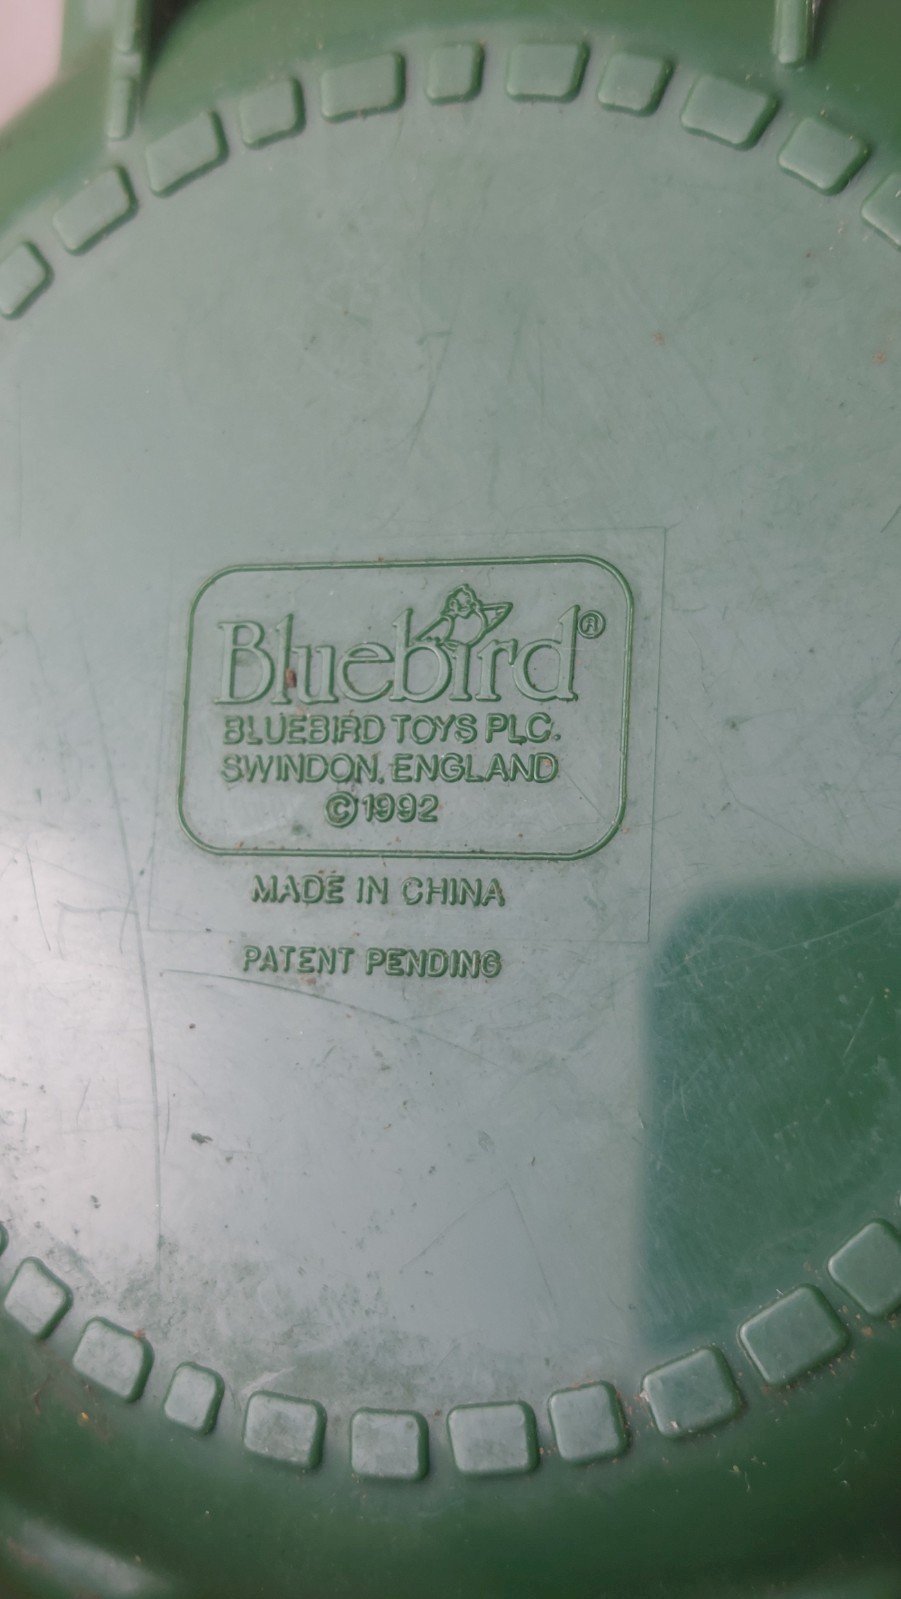 Bluebird®
BLUEBIRD TOYS PLC.
SWINDON, ENGLAND
©1992
MADE IN CHINA
PATENT PENDING